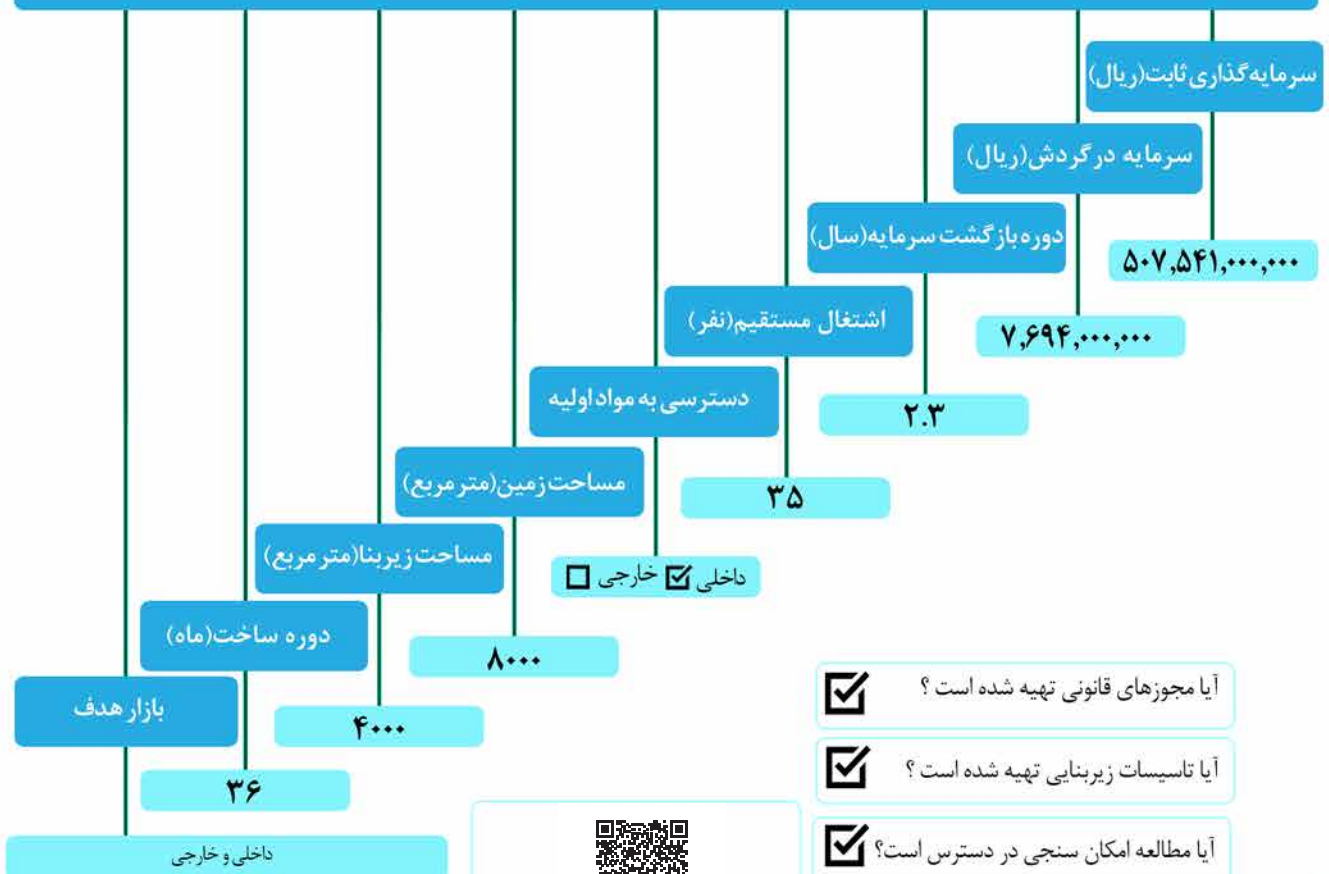 سرمایه‌گذاری ثابت(ریال)
۵۰۷,۵۴۱,۰۰۰,۰۰۰
سرمایه در گردش(ریال)
۷,۶۹۴,۰۰۰,۰۰۰
دوره بازگشت سرمایه(سال)
۲.۳
اشتغال مستقیم(نفر)
۳۵
دسترسی به مواد اولیه
داخلی ☑ خارجی ☐
مساحت زمین(متر مربع)
۸۰۰۰
مساحت زیربنا(متر مربع)
۴۰۰۰
دوره ساخت(ماه)
۳۶
بازار هدف
داخلی و خارجی
آیا مجوزهای قانونی تهیه شده است ؟ ☑
آیا تاسیسات زیربنایی تهیه شده است ؟ ☑
آیا مطالعه امکان سنجی در دسترس است؟ ☑